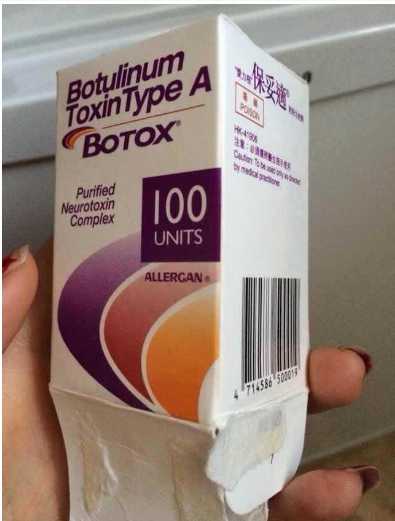 Botulinum
Toxin Type A
BOTOX®
Purified
Neurotoxin
Complex
100
UNITS
ALLERGAN®
保妥適®
POISON
HK-41906
Caution: To be used only as directed
by medical practitioner.
4 714586 500019